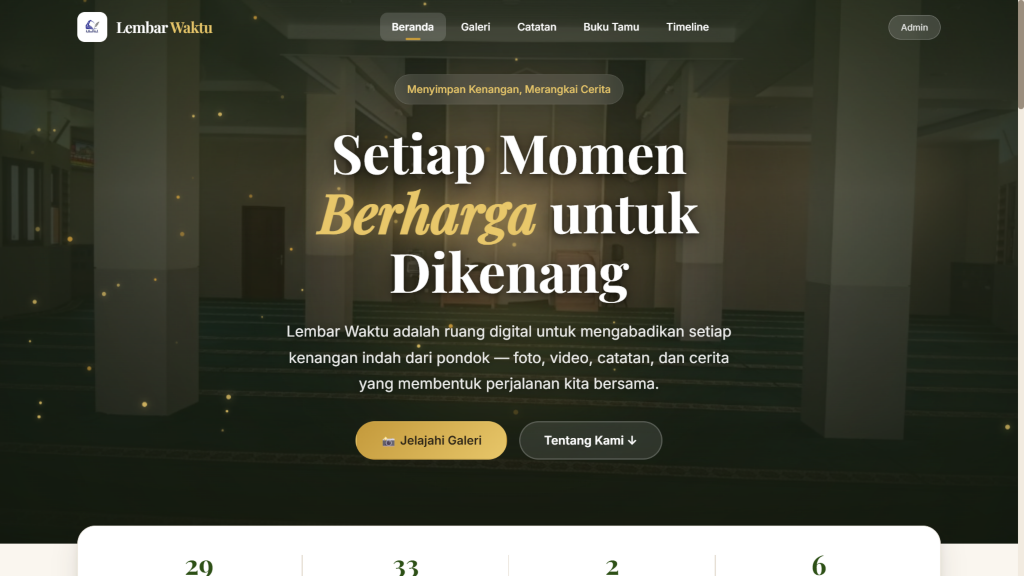 Lembar Waktu
Beranda
Galeri
Catatan
Buku Tamu
Timeline
Admin
Menyimpan Kenangan, Merangkai Cerita
Setiap Momen
Berharga untuk
Dikenang
Lembar Waktu adalah ruang digital untuk mengabadikan setiap
kenangan indah dari pondok — foto, video, catatan, dan cerita
yang membentuk perjalanan kita bersama.
📸 Jelajahi Galeri
Tentang Kami ↓
29
33
2
6